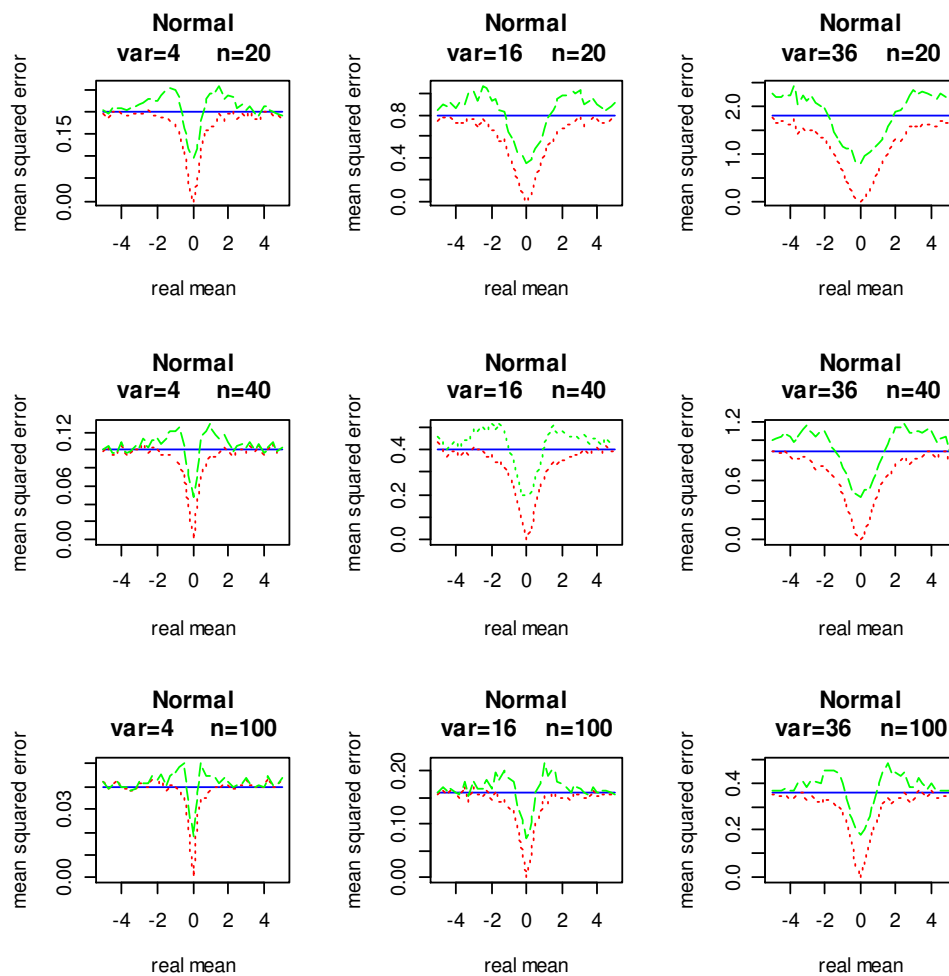 Normal
var=4 n=20
mean squared error
0.00 0.15
-4 -2 0 2 4
real mean
Normal
var=16 n=20
mean squared error
0.0 0.4 0.8
-4 -2 0 2 4
real mean
Normal
var=36 n=20
mean squared error
0.0 1.0 2.0
-4 -2 0 2 4
real mean
Normal
var=4 n=40
mean squared error
0.00 0.06 0.12
-4 -2 0 2 4
real mean
Normal
var=16 n=40
mean squared error
0.0 0.2 0.4
-4 -2 0 2 4
real mean
Normal
var=36 n=40
mean squared error
0.0 0.6 1.2
-4 -2 0 2 4
real mean
Normal
var=4 n=100
mean squared error
0.00 0.03
-4 -2 0 2 4
real mean
Normal
var=16 n=100
mean squared error
0.00 0.10 0.20
-4 -2 0 2 4
real mean
Normal
var=36 n=100
mean squared error
0.0 0.2 0.4
-4 -2 0 2 4
real mean